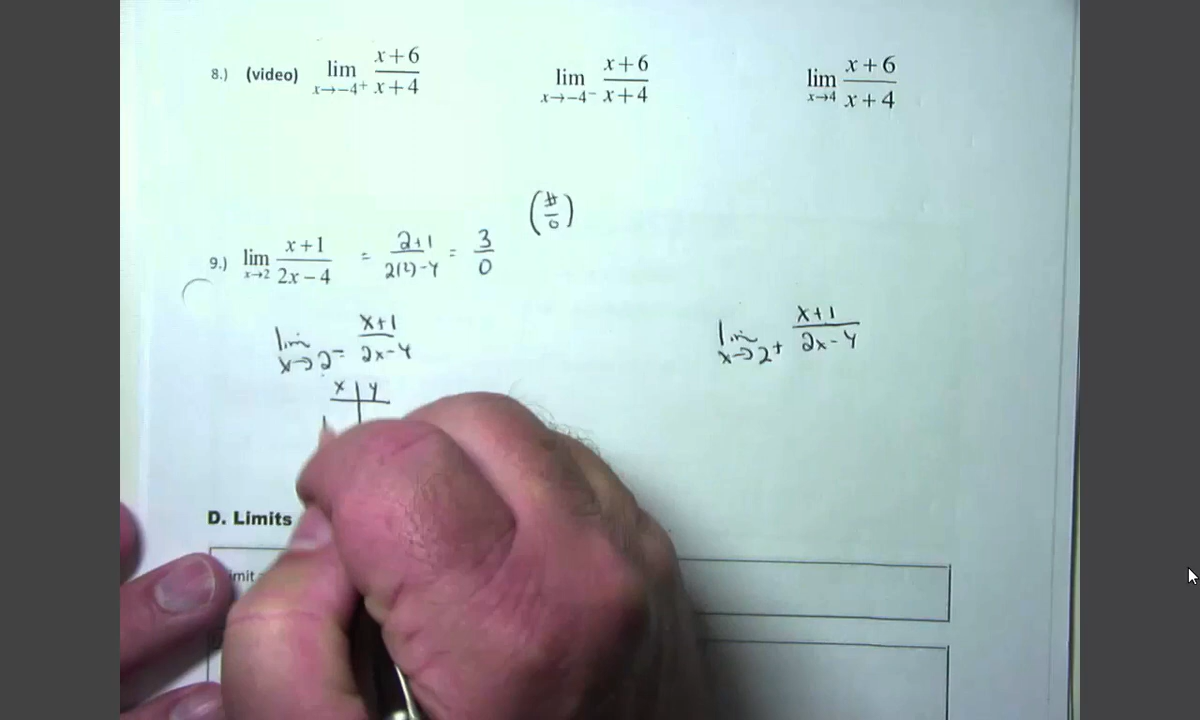 8.) (video) lim x→-4⁺ x+6/x+4 lim x→-4⁻ x+6/x+4 lim x→4 x+6/x+4
(#/0)
9.) lim x→2 x+1/2x-4 = 2+1/2(2)-4 = 3/0
lim x→2⁻ x+1/2x-4 lim x→2⁺ x+1/2x-4
x | y
D. Limits